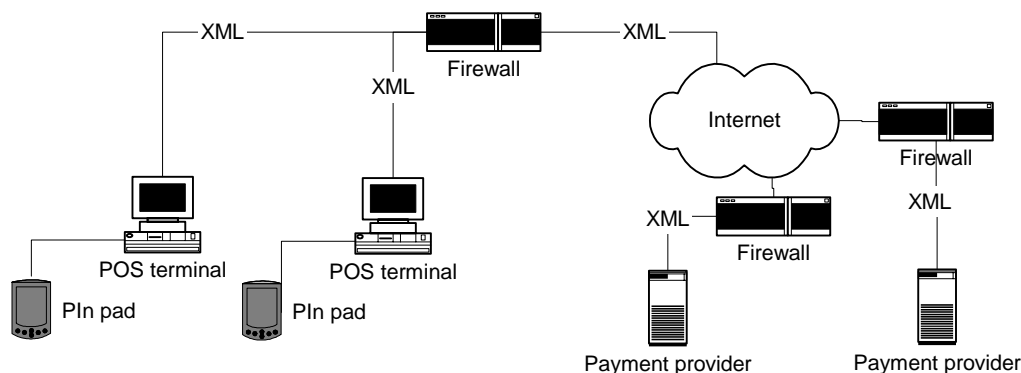 XML
XML
Firewall
XML
Internet
Firewall
XML
XML
Firewall
POS terminal
POS terminal
PIn pad
PIn pad
Payment provider
Payment provider